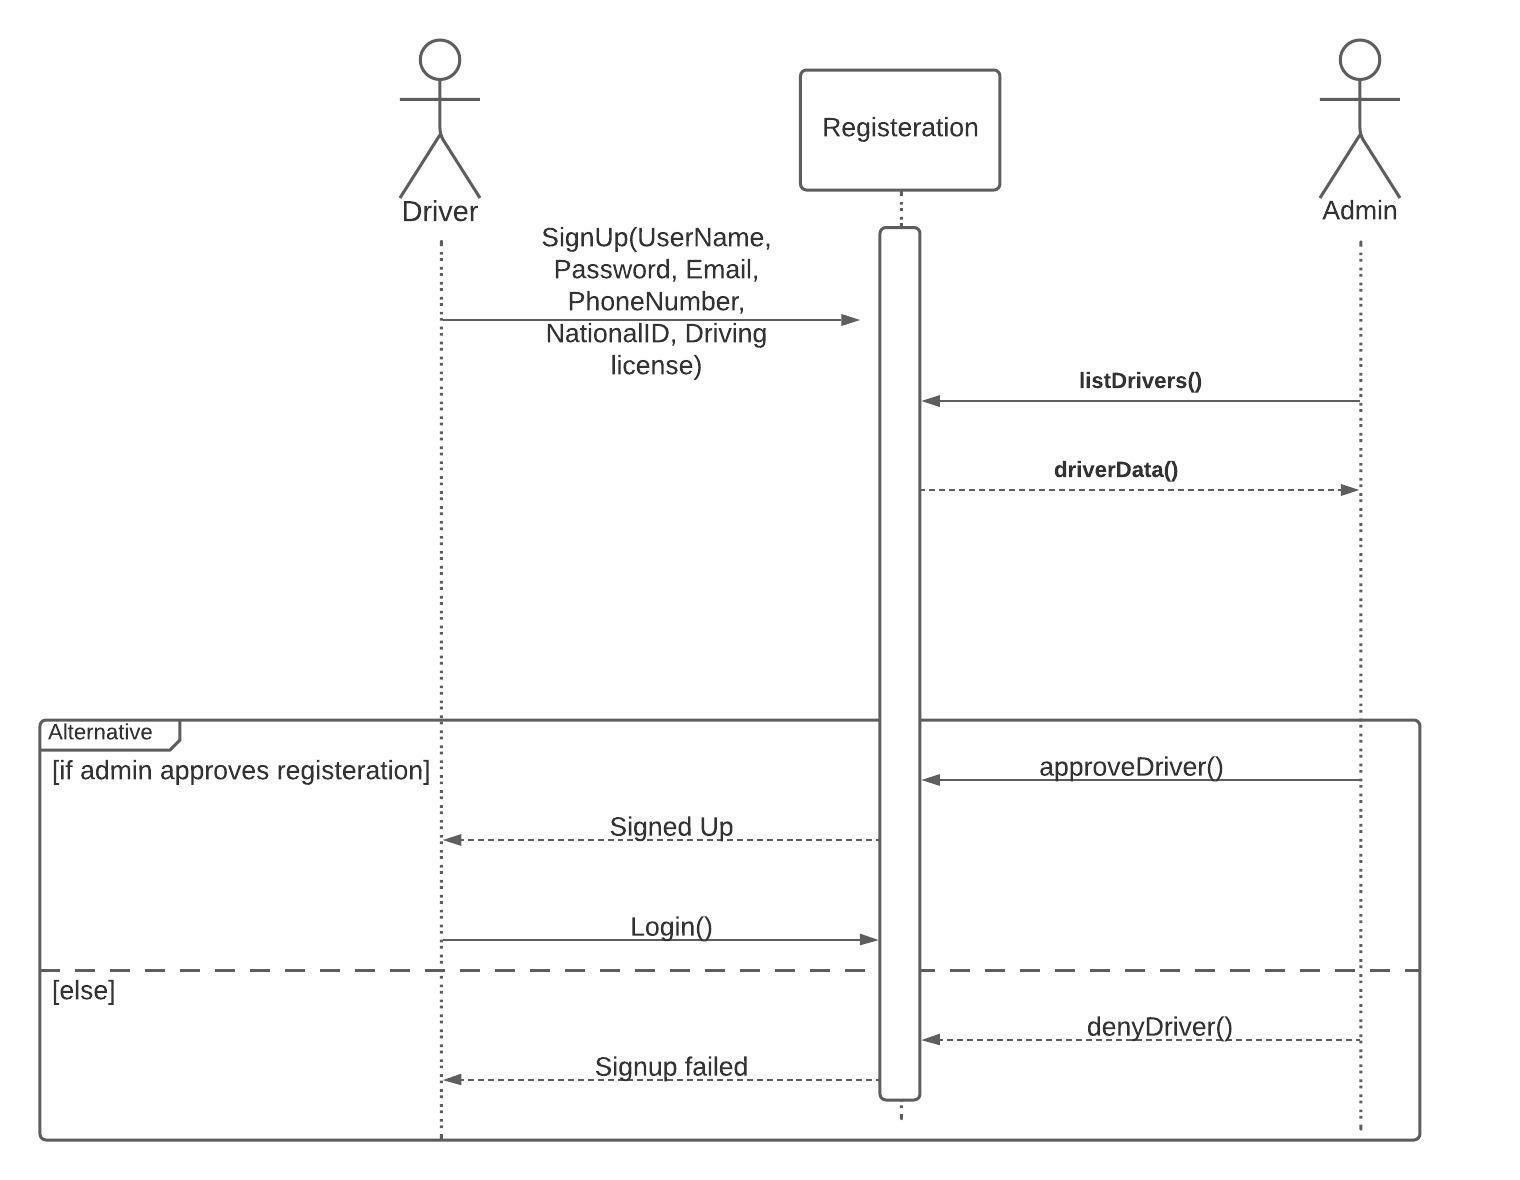 Registeration
Driver
Admin
SignUp(UserName,
Password, Email,
PhoneNumber,
NationalID, Driving
license)
listDrivers()
driverData()
Alternative
[if admin approves registeration]
approveDriver()
Signed Up
Login()
[else]
denyDriver()
Signup failed